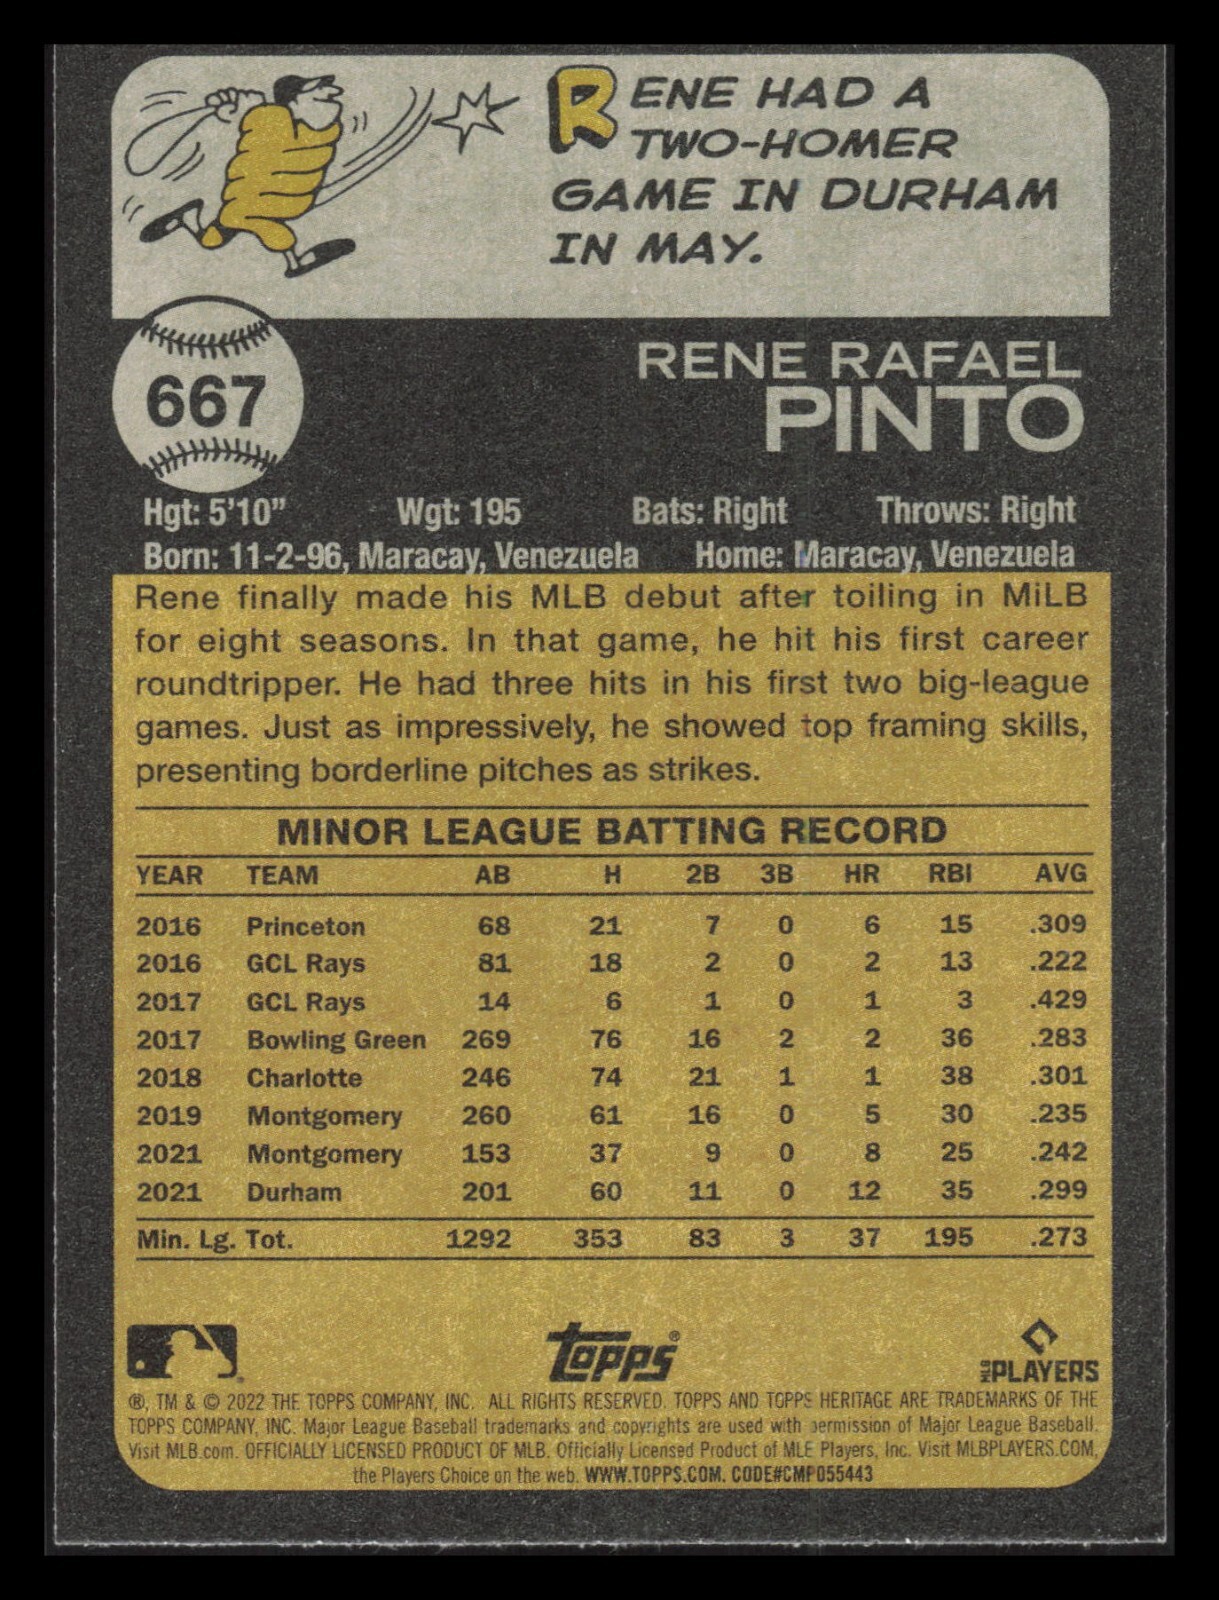 RENE HAD A
TWO-HOMER
GAME IN DURHAM
IN MAY.
667
RENE RAFAEL
PINTO
Hgt: 5'10" Wgt: 195 Bats: Right Throws: Right
Born: 11-2-96, Maracay, Venezuela Home: Maracay, Venezuela
Rene finally made his MLB debut after toiling in MiLB
for eight seasons. In that game, he hit his first career
roundtripper. He had three hits in his first two big-league
games. Just as impressively, he showed top framing skills,
presenting borderline pitches as strikes.
MINOR LEAGUE BATTING RECORD
YEAR TEAM AB H 2B 3B HR RBI AVG
2016 Princeton 68 21 7 0 6 15 .309
2016 GCL Rays 81 18 2 0 2 13 .222
2017 GCL Rays 14 6 1 0 1 3 .429
2017 Bowling Green 269 76 16 2 2 36 .283
2018 Charlotte 246 74 21 1 1 38 .301
2019 Montgomery 260 61 16 0 5 30 .235
2021 Montgomery 153 37 9 0 8 25 .242
2021 Durham 201 60 11 0 12 35 .299
Min. Lg. Tot. 1292 353 83 3 37 195 .273
topps®
MLB PLAYERS
®, TM & © 2022 THE TOPPS COMPANY, INC. ALL RIGHTS RESERVED. TOPPS AND TOPPS HERITAGE ARE TRADEMARKS OF THE
TOPPS COMPANY, INC. Major League Baseball trademarks and copyrights are used with permission of Major League Baseball.
Visit MLB.com. OFFICIALLY LICENSED PRODUCT OF MLB. Officially Licensed Product of MLB Players, Inc. Visit MLBPLAYERS.COM,
the Players Choice on the web. WWW.TOPPS.COM. CODE#CMP055443